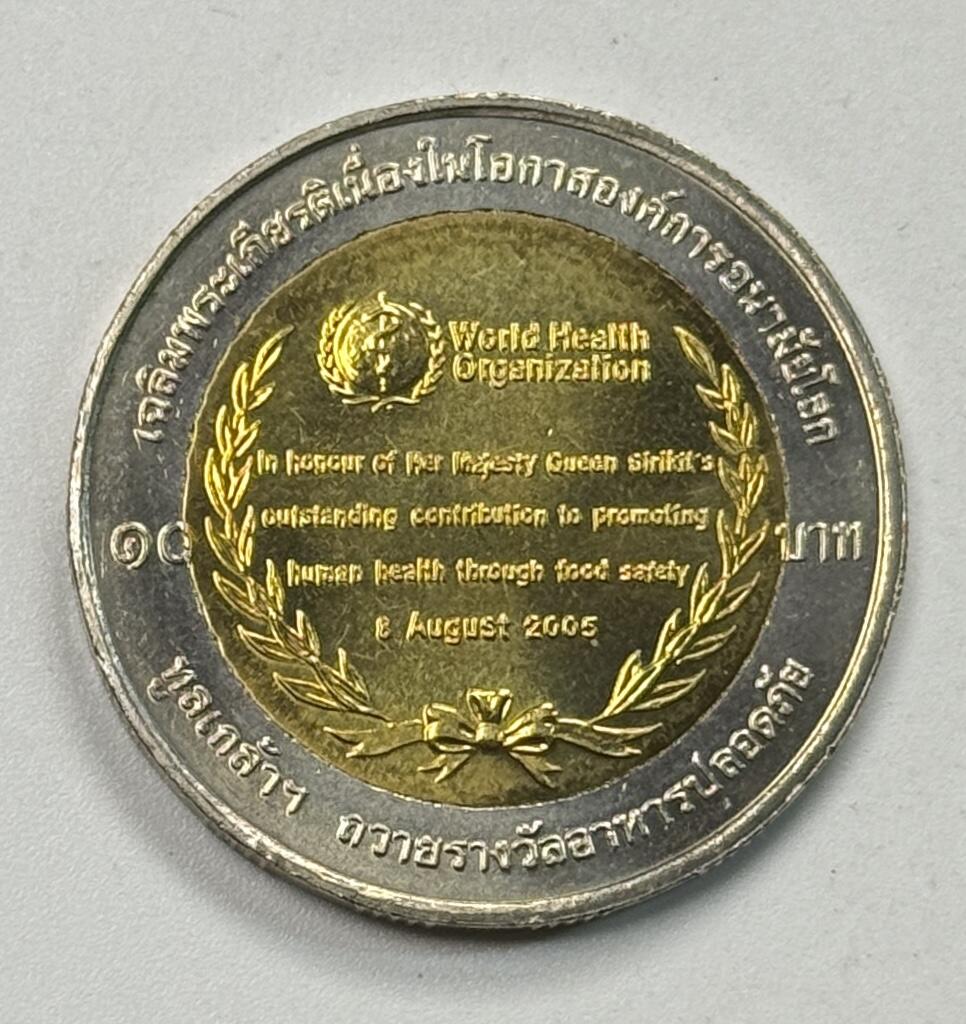 เฉลิมพระเกียรติเนื่องในโอกาสองค์การอนามัยโลก
World Health
Organization
In honour of Her Majesty Queen Sirikit's
outstanding contribution to promoting
human health through food safety
8 August 2005
๑๐ บาท
ทูลเกล้าฯ ถวายรางวัลอาหารปลอดภัย